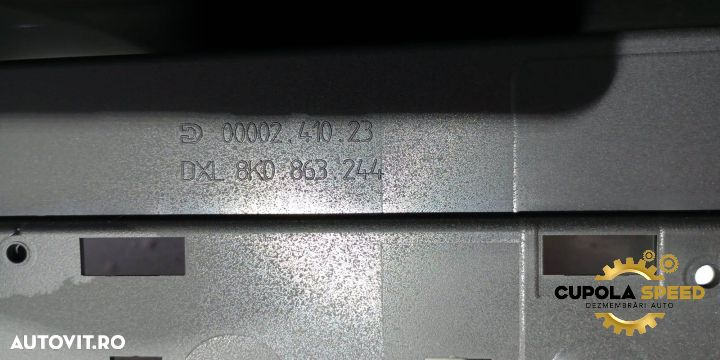 00002.410.23
DXL 8K0.863.244
CUPOLA SPEED
DEZMEMBRĂRI AUTO
AUTOVIT.RO